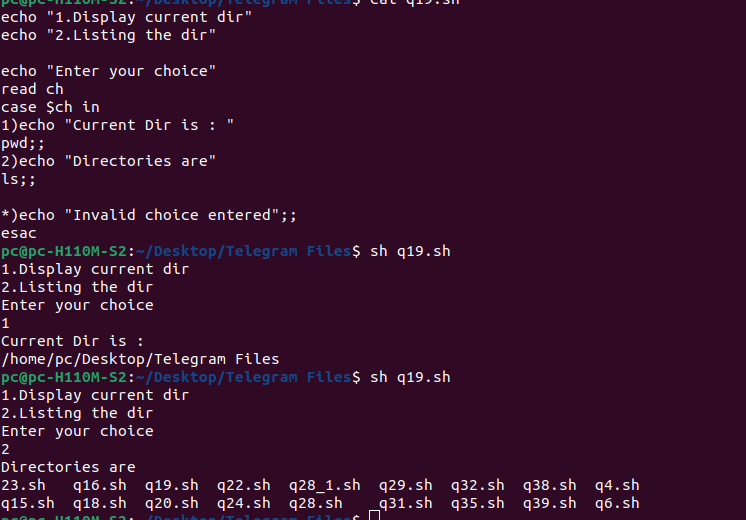 pc@pc-H110M-S2:~/Desktop/Telegram Files$ cat q19.sh
echo "1.Display current dir"
echo "2.Listing the dir"
echo "Enter your choice"
read ch
case $ch in
1)echo "Current Dir is : "
pwd;;
2)echo "Directories are"
ls;;
*)echo "Invalid choice entered";;
esac
pc@pc-H110M-S2:~/Desktop/Telegram Files$ sh q19.sh
1.Display current dir
2.Listing the dir
Enter your choice
1
Current Dir is :
/home/pc/Desktop/Telegram Files
pc@pc-H110M-S2:~/Desktop/Telegram Files$ sh q19.sh
1.Display current dir
2.Listing the dir
Enter your choice
2
Directories are
23.sh q16.sh q19.sh q22.sh q28_1.sh q29.sh q32.sh q38.sh q4.sh
q15.sh q18.sh q20.sh q24.sh q28.sh q31.sh q35.sh q39.sh q6.sh
pc@pc-H110M-S2:~/Desktop/Telegram Files$